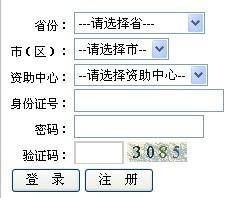 省份： ---请选择省---
市（区）： ---请选择市--
资助中心： --请选择资助中心--
身份证号：
密码：
验证码： 3085
登 录 注 册